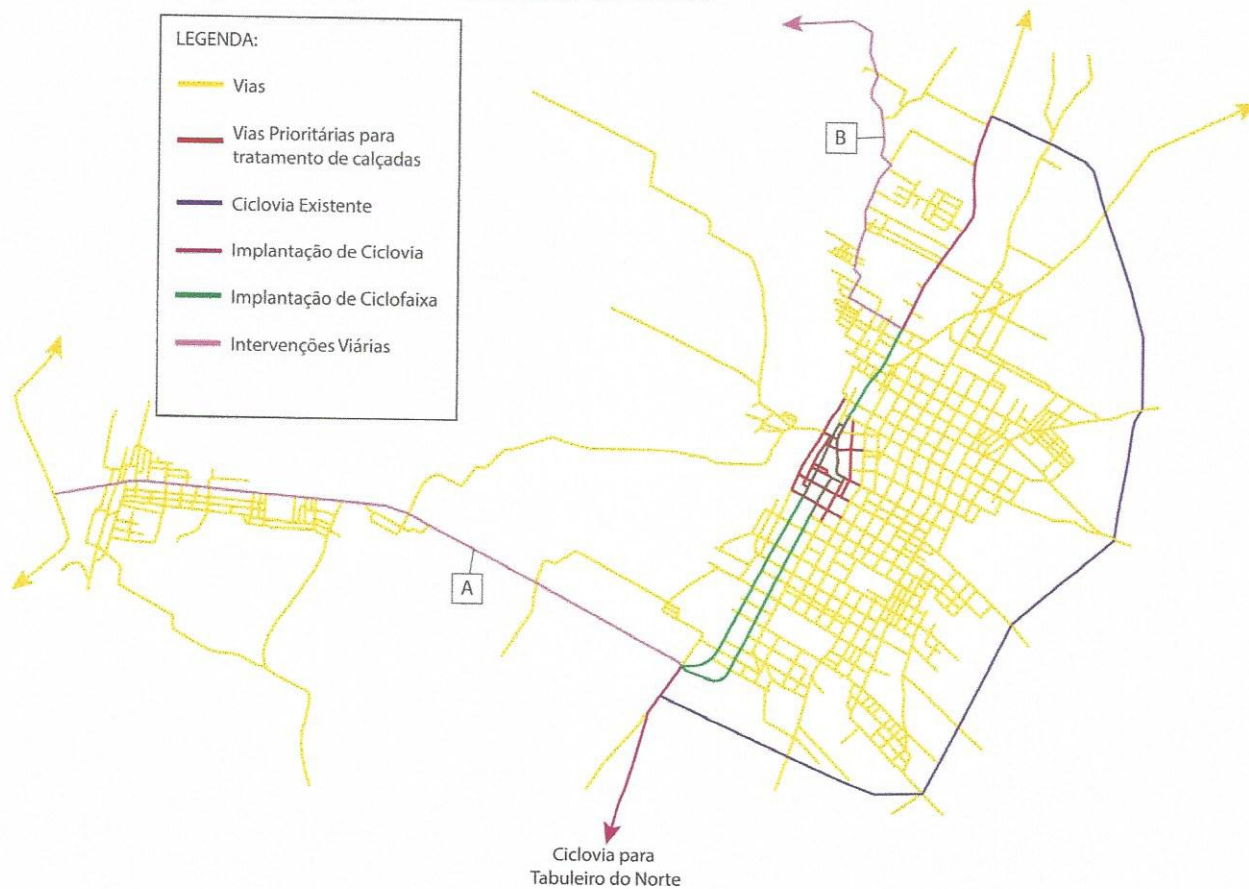 LEGENDA:
Vias
Vias Prioritárias para
tratamento de calçadas
Ciclovia Existente
Implantação de Ciclovia
Implantação de Ciclofaixa
Intervenções Viárias
B
A
Ciclovia para
Tabuleiro do Norte